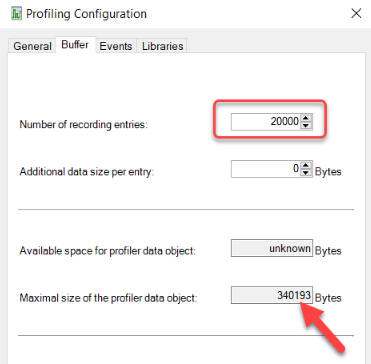 Profiling Configuration
General Buffer Events Libraries
Number of recording entries: 20000
Additional data size per entry: 0 Bytes
Available space for profiler data object: unknown Bytes
Maximal size of the profiler data object: 340193 Bytes